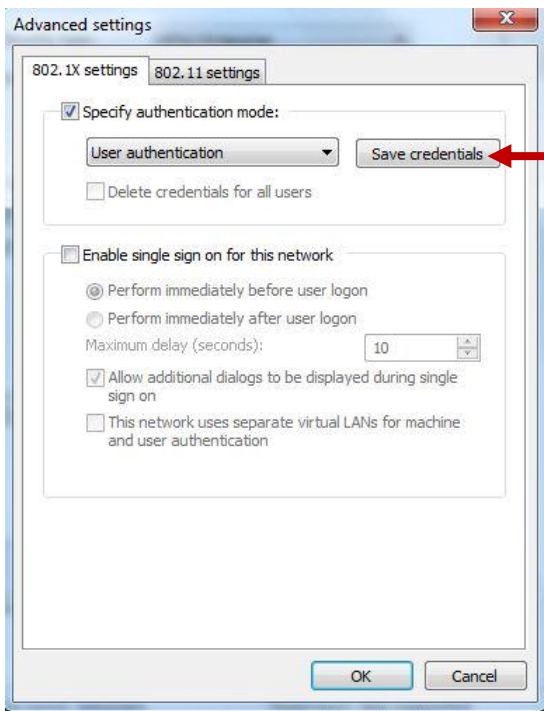 Advanced settings
802.1X settings 802.11 settings
Specify authentication mode:
User authentication Save credentials
Delete credentials for all users
Enable single sign on for this network
Perform immediately before user logon
Perform immediately after user logon
Maximum delay (seconds): 10
Allow additional dialogs to be displayed during single
sign on
This network uses separate virtual LANs for machine
and user authentication
OK Cancel